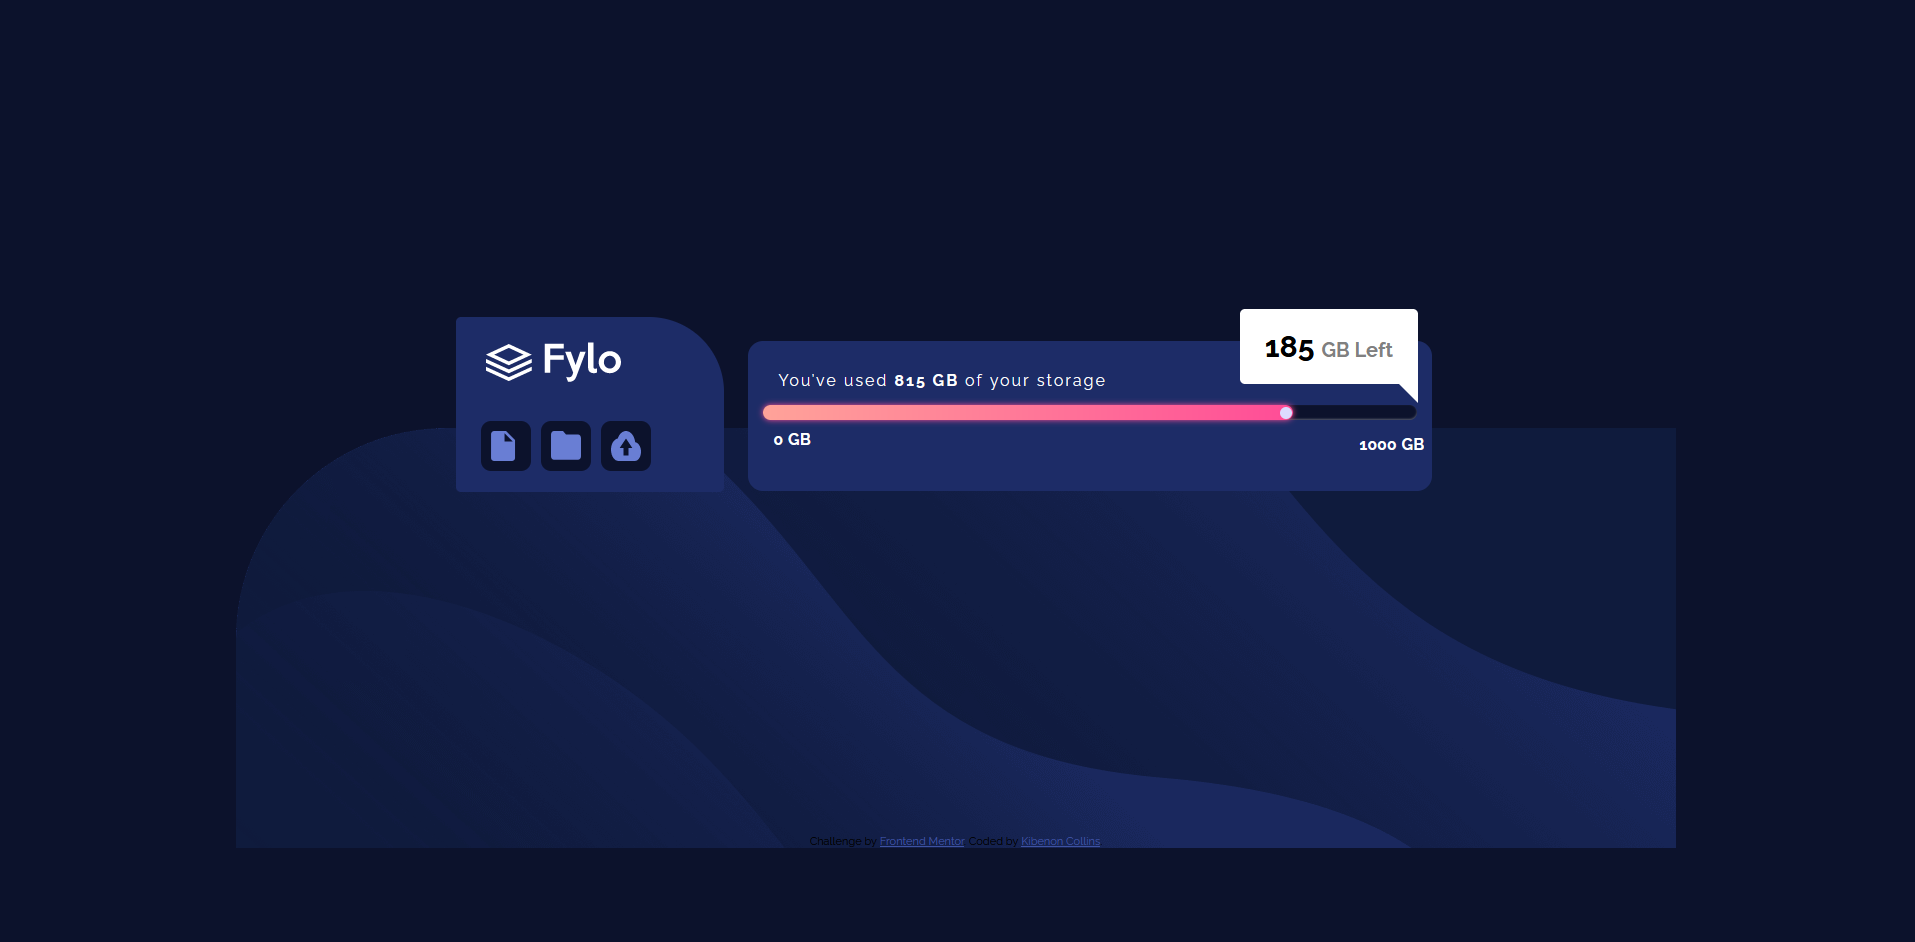 Fylo
185 GB Left
You've used 815 GB of your storage
0 GB
1000 GB
Challenge by Frontend Mentor. Coded by Kibenon Collins